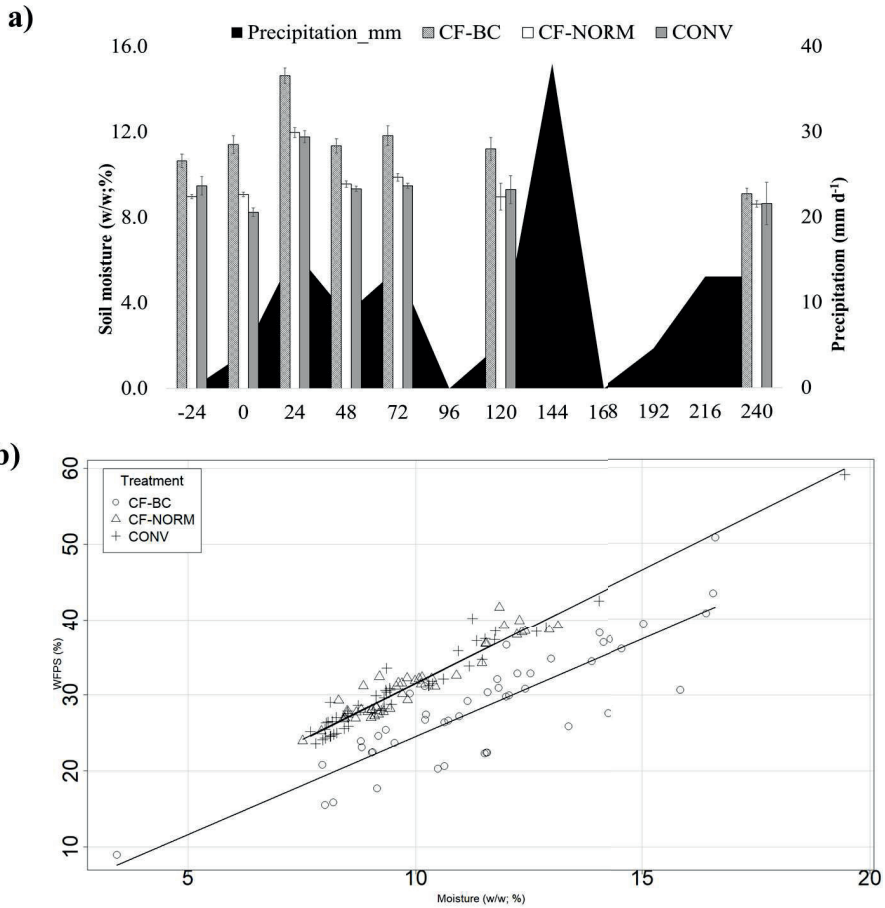 a)
Precipitation_mm CF-BC CF-NORM CONV
16.0
12.0
8.0
4.0
0.0
Soil moisture (w/w;%)
40
30
20
10
0
Precipitatiom (mm d-1)
-24 0 24 48 72 96 120 144 168 192 216 240
b)
Treatment
CF-BC
CF-NORM
CONV
60
50
40
30
20
10
WFPS (%)
5 10 15 20
Moisture (w/w; %)